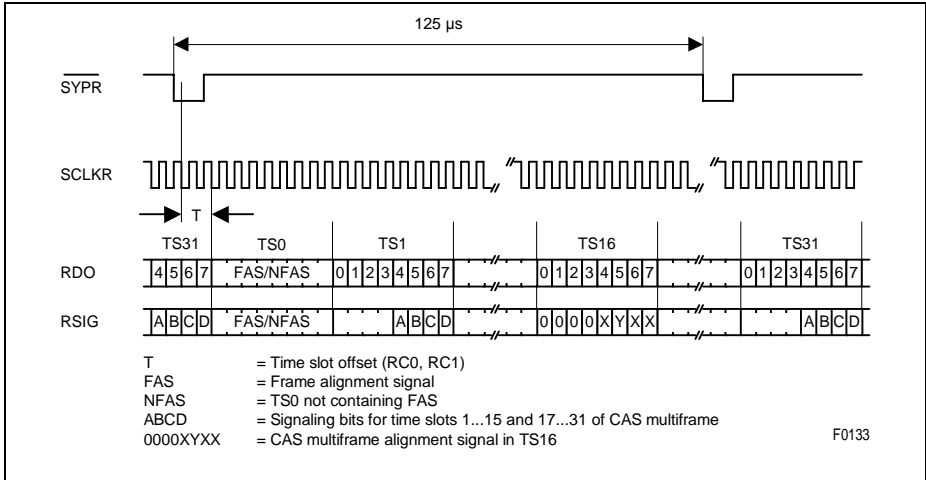 125 µs
SYPR
SCLKR
T
TS31 TS0 TS1 TS16 TS31
RDO 4 5 6 7 FAS/NFAS 0 1 2 3 4 5 6 7 0 1 2 3 4 5 6 7 0 1 2 3 4 5 6 7
RSIG A B C D FAS/NFAS A B C D 0 0 0 0 X Y X X A B C D
T = Time slot offset (RC0, RC1)
FAS = Frame alignment signal
NFAS = TS0 not containing FAS
ABCD = Signaling bits for time slots 1...15 and 17...31 of CAS multiframe
0000XYXX = CAS multiframe alignment signal in TS16
F0133